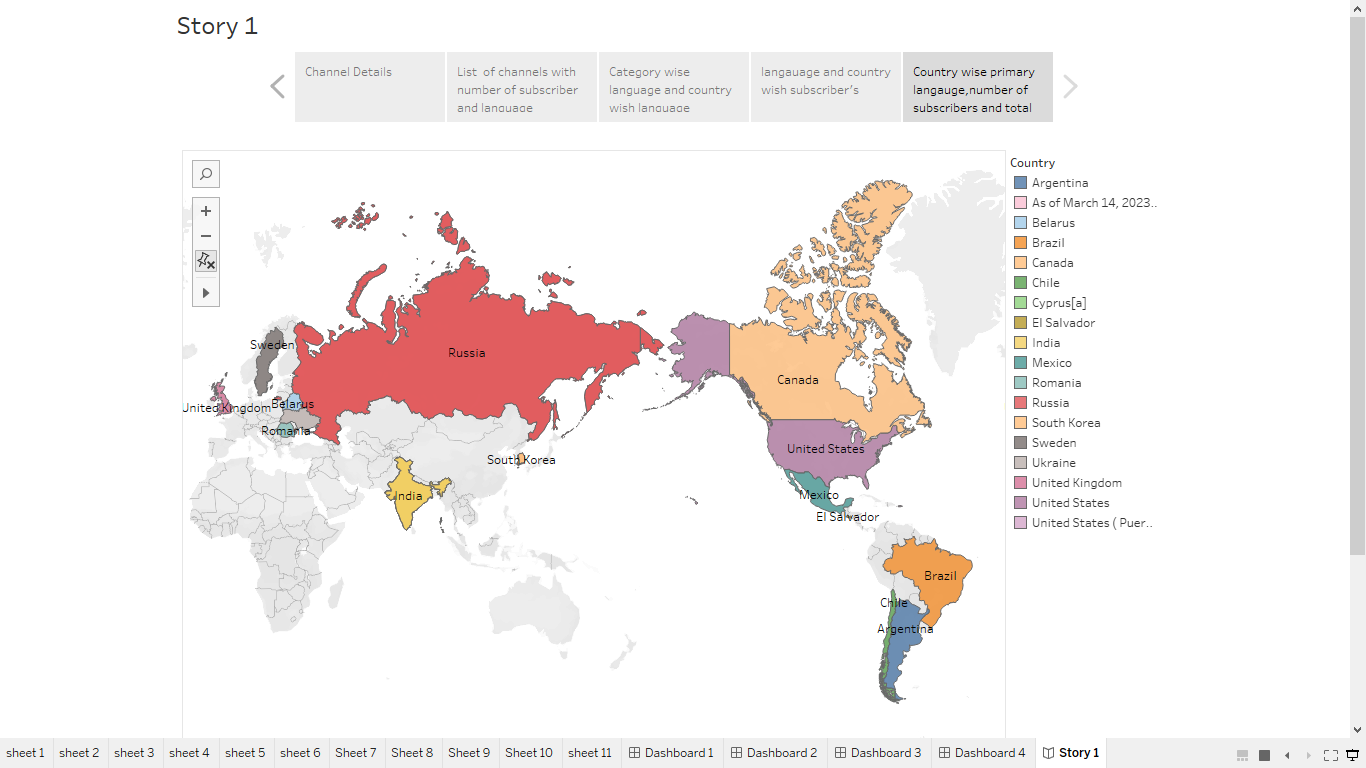 Story 1
Channel Details
List of channels with
number of subscriber
and language
Category wise
language and country
wish language
langauage and country
wish subscriber's
Country wise primary
langauge,number of
subscribers and total
Sweden
Russia
United Kingdom
Belarus
Romania
South Korea
India
Canada
United States
Mexico
El Salvador
Brazil
Chile
Argentina
Country
Argentina
As of March 14, 2023..
Belarus
Brazil
Canada
Chile
Cyprus[a]
El Salvador
India
Mexico
Romania
Russia
South Korea
Sweden
Ukraine
United Kingdom
United States
United States ( Puer..
sheet 1 sheet 2 sheet 3 sheet 4 sheet 5 sheet 6 Sheet 7 Sheet 8 Sheet 9 Sheet 10 sheet 11 Dashboard 1 Dashboard 2 Dashboard 3 Dashboard 4 Story 1